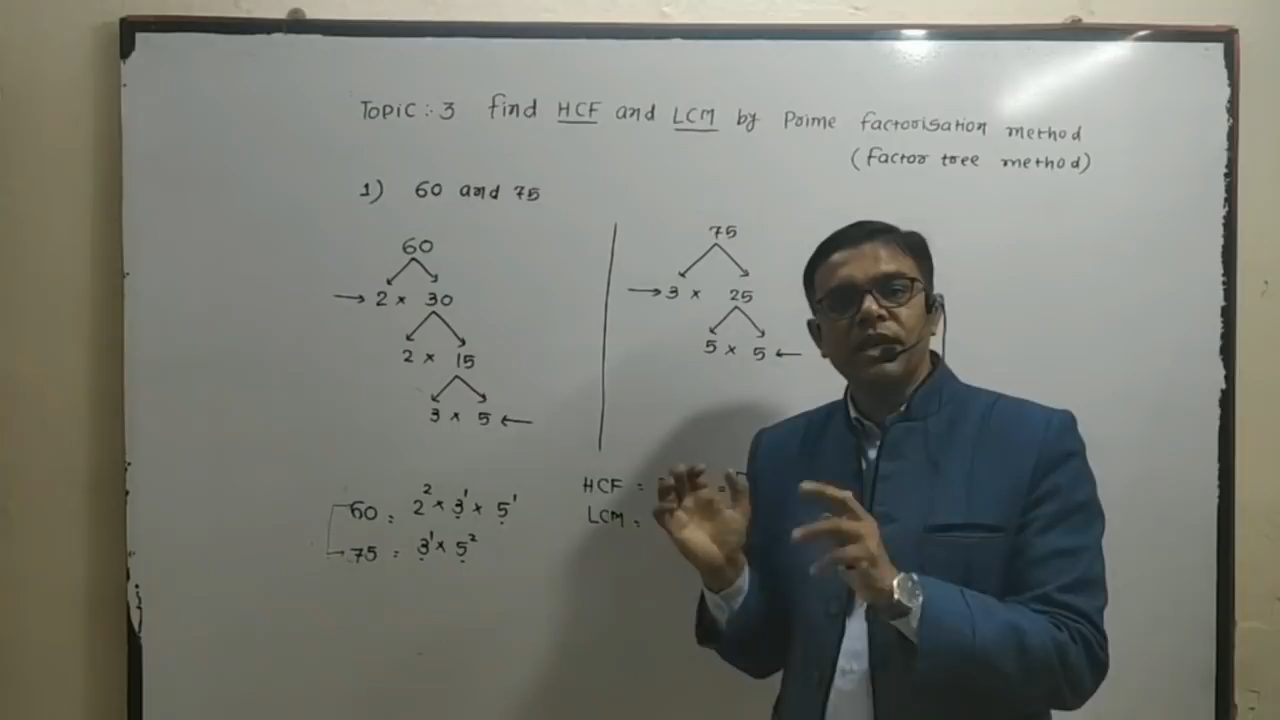 TOPIC : 3 find HCF and LCM by Prime factorisation method
(factor tree method)
1) 60 and 75
60
2 × 30
2 × 15
3 × 5
75
3 × 25
5 × 5
60 = 2² × 3¹ × 5¹
75 = 3¹ × 5²
HCF =
LCM =